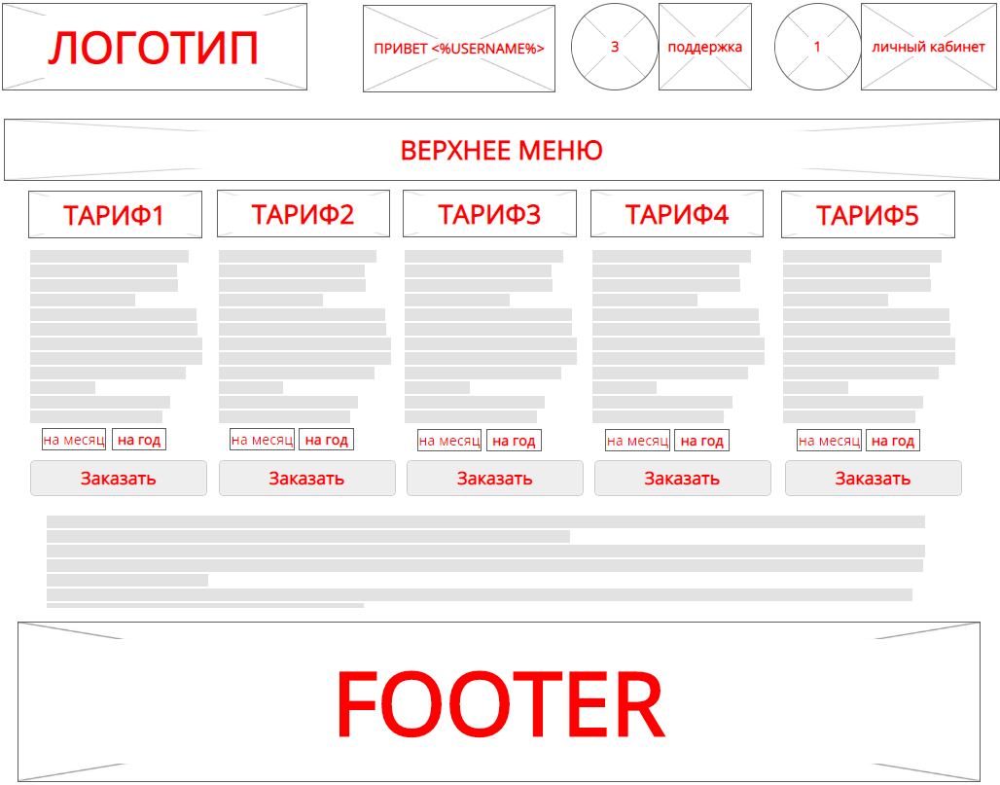 ЛОГОТИП
ПРИВЕТ <%USERNAME%>
3
поддержка
1
личный кабинет
ВЕРХНЕЕ МЕНЮ
ТАРИФ1
ТАРИФ2
ТАРИФ3
ТАРИФ4
ТАРИФ5
на месяц
на год
на месяц
на год
на месяц
на год
на месяц
на год
на месяц
на год
Заказать
Заказать
Заказать
Заказать
Заказать
FOOTER